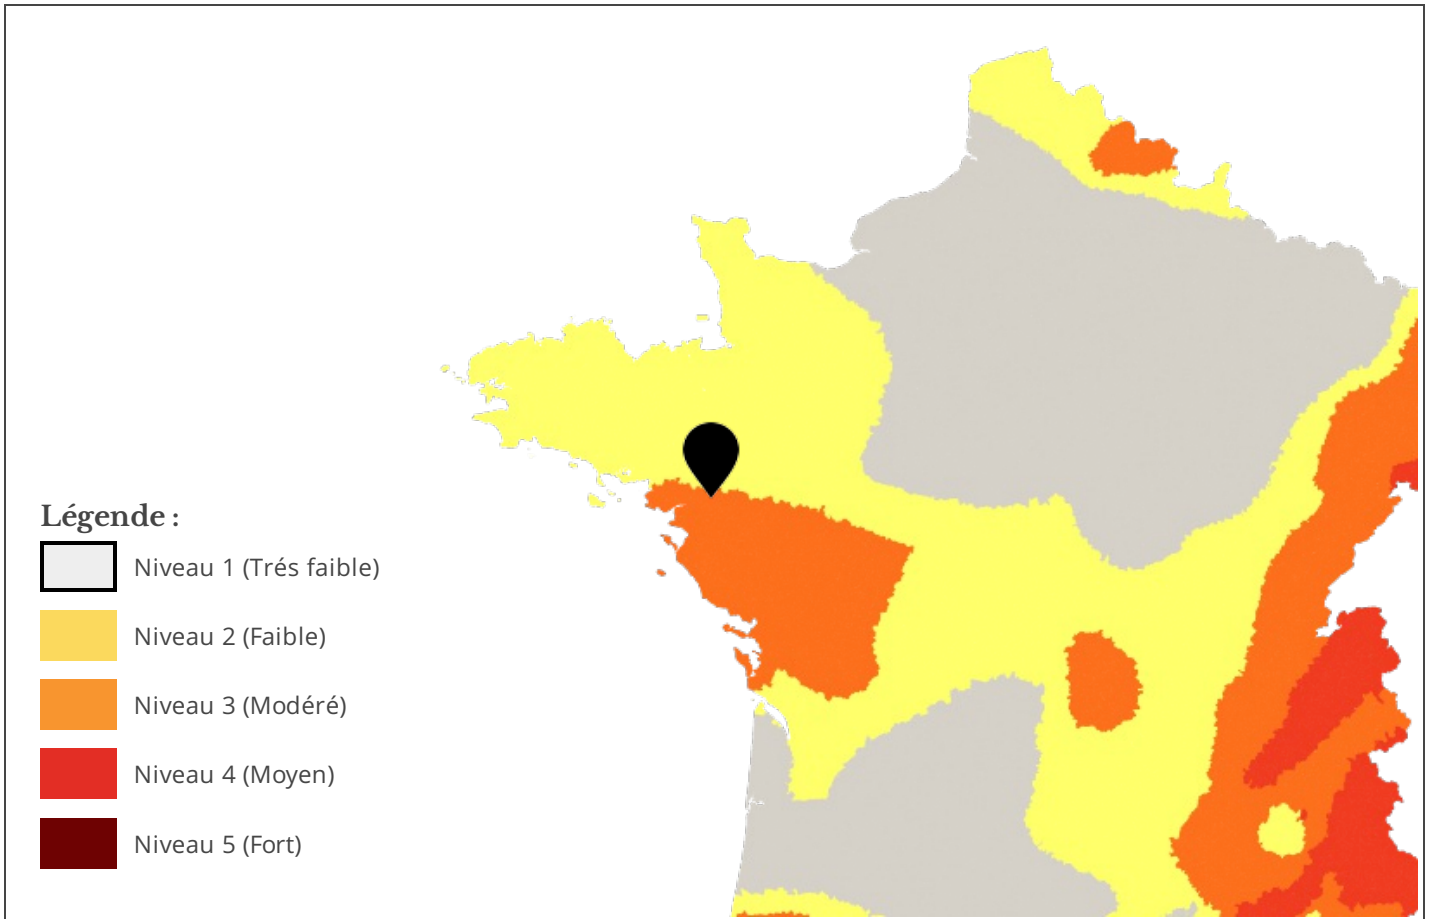 Légende :
Niveau 1 (Trés faible)
Niveau 2 (Faible)
Niveau 3 (Modéré)
Niveau 4 (Moyen)
Niveau 5 (Fort)